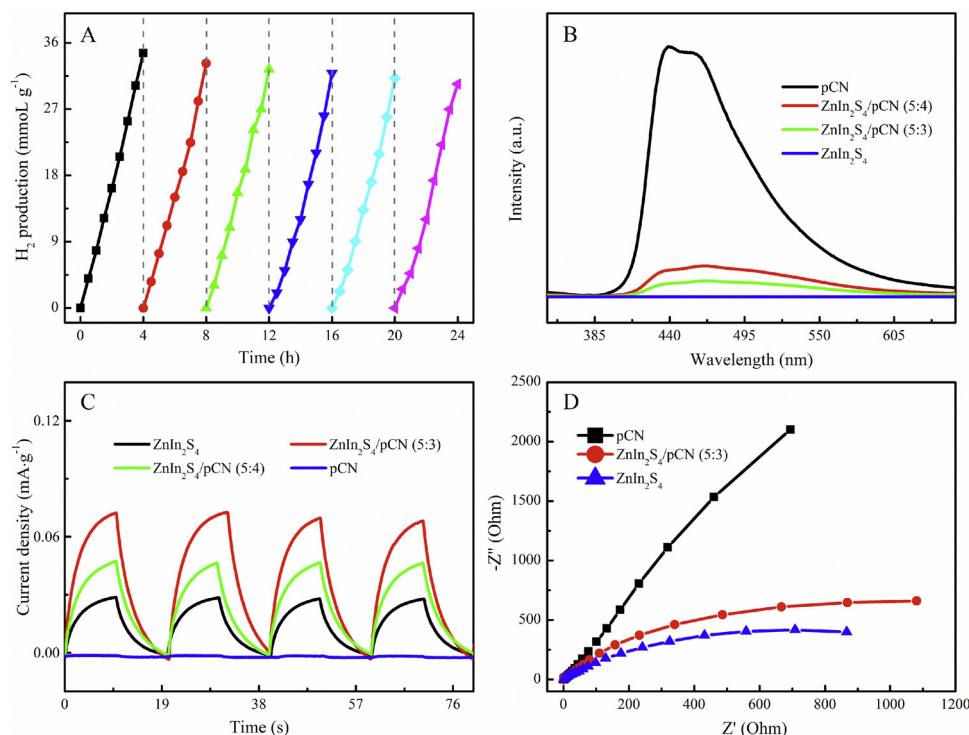 A
H₂ production (mmoL g⁻¹)
36
27
18
9
0
0 4 8 12 16 20 24
Time (h)
B
Intensity (a.u.)
pCN
ZnIn₂S₄/pCN (5:4)
ZnIn₂S₄/pCN (5:3)
ZnIn₂S₄
385 440 495 550 605
Wavelength (nm)
C
Current density (mA·g⁻¹)
0.12
0.06
0.00
ZnIn₂S₄ ZnIn₂S₄/pCN (5:3)
ZnIn₂S₄/pCN (5:4) pCN
0 19 38 57 76
Time (s)
D
-Z'' (Ohm)
2500
2000
1500
1000
500
0
pCN
ZnIn₂S₄/pCN (5:3)
ZnIn₂S₄
0 200 400 600 800 1000 1200
Z' (Ohm)